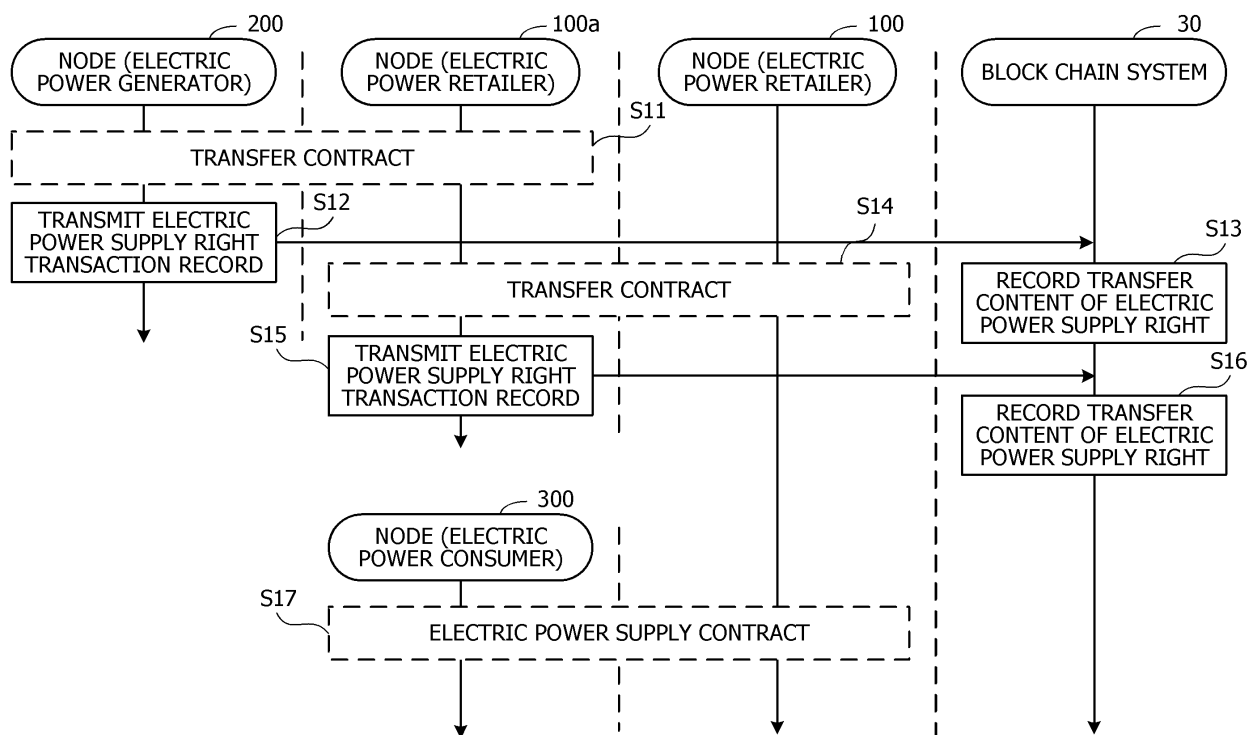 200
100a
100
30
NODE (ELECTRIC
POWER GENERATOR)
NODE (ELECTRIC
POWER RETAILER)
NODE (ELECTRIC
POWER RETAILER)
BLOCK CHAIN SYSTEM
S11
TRANSFER CONTRACT
S12
TRANSMIT ELECTRIC
POWER SUPPLY RIGHT
TRANSACTION RECORD
S14
S13
TRANSFER CONTRACT
RECORD TRANSFER
CONTENT OF ELECTRIC
POWER SUPPLY RIGHT
S15
TRANSMIT ELECTRIC
POWER SUPPLY RIGHT
TRANSACTION RECORD
S16
RECORD TRANSFER
CONTENT OF ELECTRIC
POWER SUPPLY RIGHT
300
NODE (ELECTRIC
POWER CONSUMER)
S17
ELECTRIC POWER SUPPLY CONTRACT